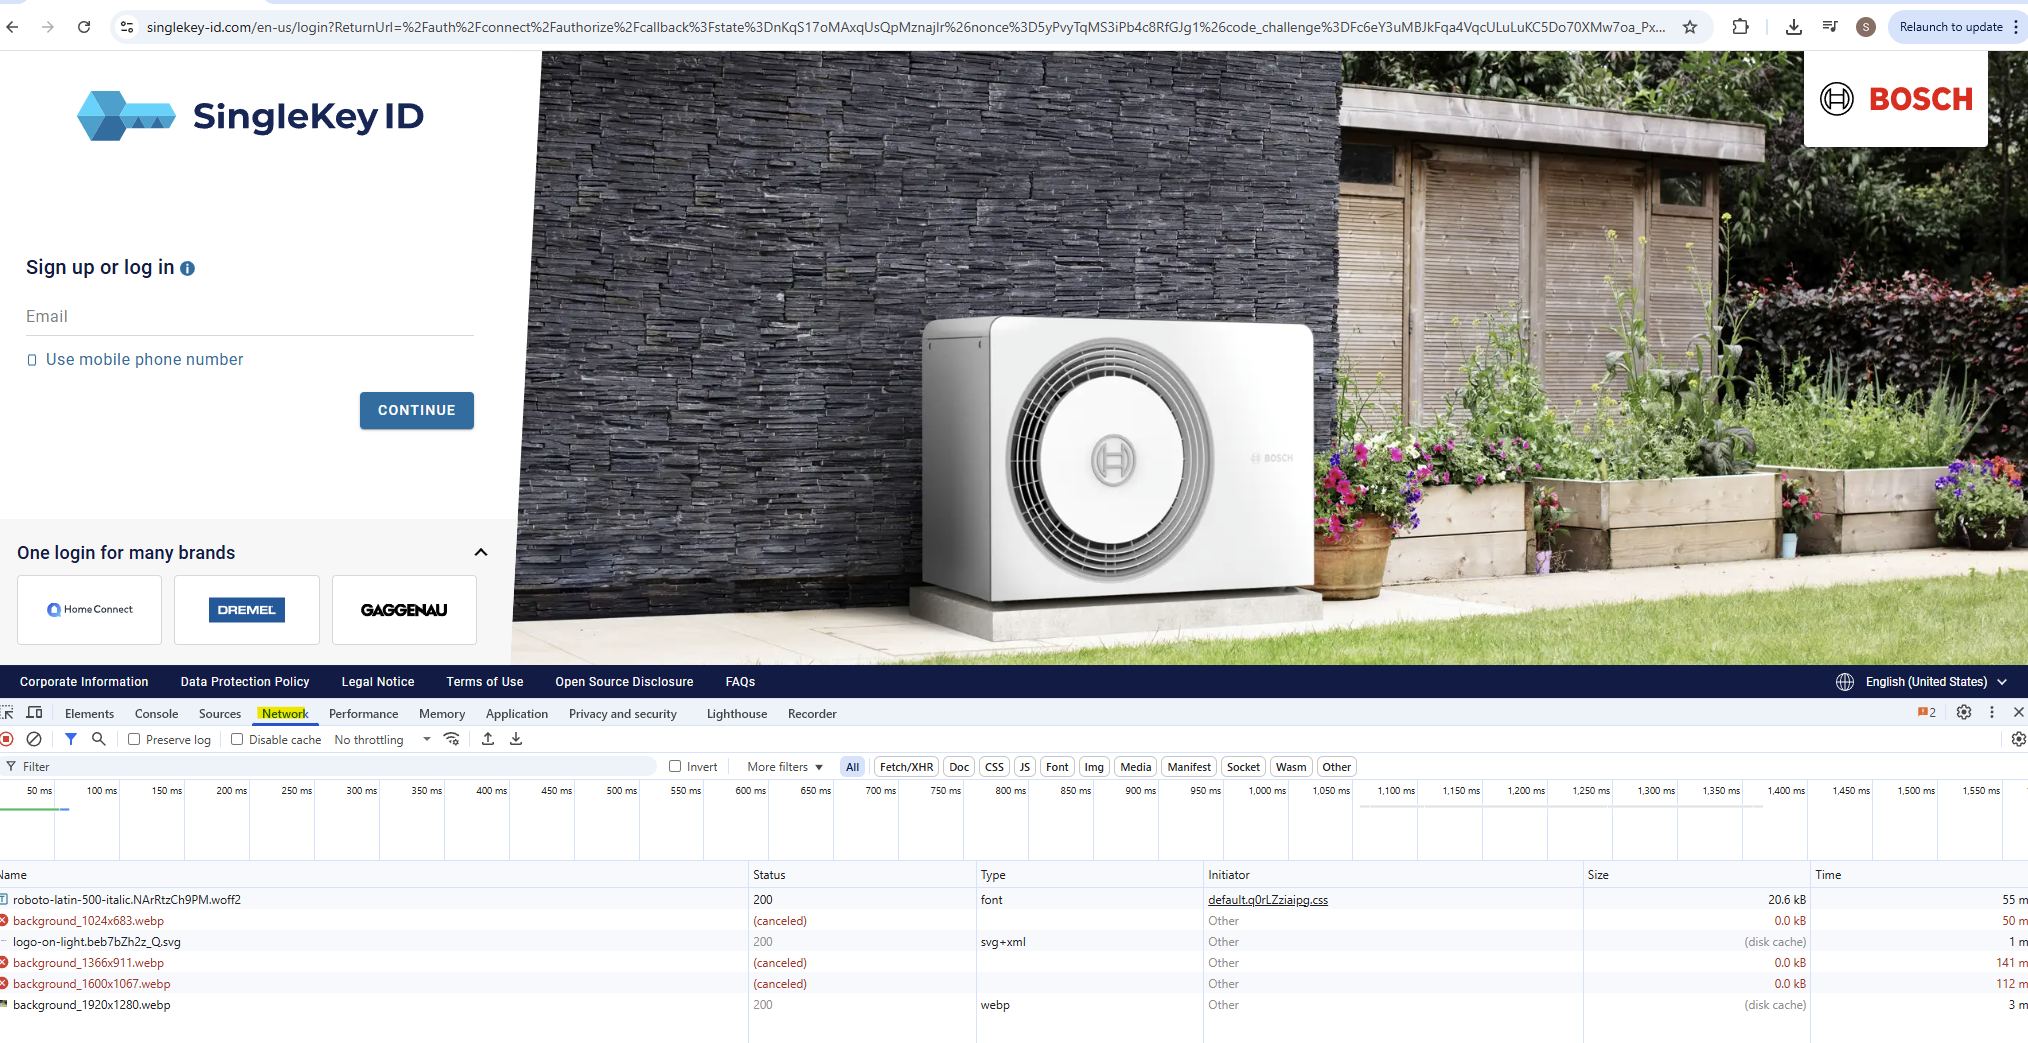 singlekey-id.com/en-us/login?ReturnUrl=%2Fauth%2Fconnect%2Fauthorize%2Fcallback%3Fstate%3DnKqS17oMAxqUsQpMznajIr%26nonce%3D5yPvyTqMS3iPb4c8RfGJg1%26code_challenge%3DFc6eY3uMBJkFqa4VqcULuLuKC5Do70XMw7oa_Px...
S
Relaunch to update
SingleKey ID
BOSCH
Sign up or log in
Email
Use mobile phone number
CONTINUE
BOSCH
One login for many brands
Home Connect
DREMEL
GAGGENAU
Corporate Information Data Protection Policy Legal Notice Terms of Use Open Source Disclosure FAQs English (United States)
Elements Console Sources Network Performance Memory Application Privacy and security Lighthouse Recorder 2
Preserve log Disable cache No throttling
Filter Invert More filters All Fetch/XHR Doc CSS JS Font Img Media Manifest Socket Wasm Other
50 ms 100 ms 150 ms 200 ms 250 ms 300 ms 350 ms 400 ms 450 ms 500 ms 550 ms 600 ms 650 ms 700 ms 750 ms 800 ms 850 ms 900 ms 950 ms 1,000 ms 1,050 ms 1,100 ms 1,150 ms 1,200 ms 1,250 ms 1,300 ms 1,350 ms 1,400 ms 1,450 ms 1,500 ms 1,550 ms
Name Status Type Initiator Size Time
roboto-latin-500-italic.NArRtzCh9PM.woff2 200 font default.q0rLZziaipg.css 20.6 kB 55 m
background_1024x683.webp (canceled) Other 0.0 kB 50 m
logo-on-light.beb7bZh2z_Q.svg 200 svg+xml Other (disk cache) 1 m
background_1366x911.webp (canceled) Other 0.0 kB 141 m
background_1600x1067.webp (canceled) Other 0.0 kB 112 m
background_1920x1280.webp 200 webp Other (disk cache) 3 m